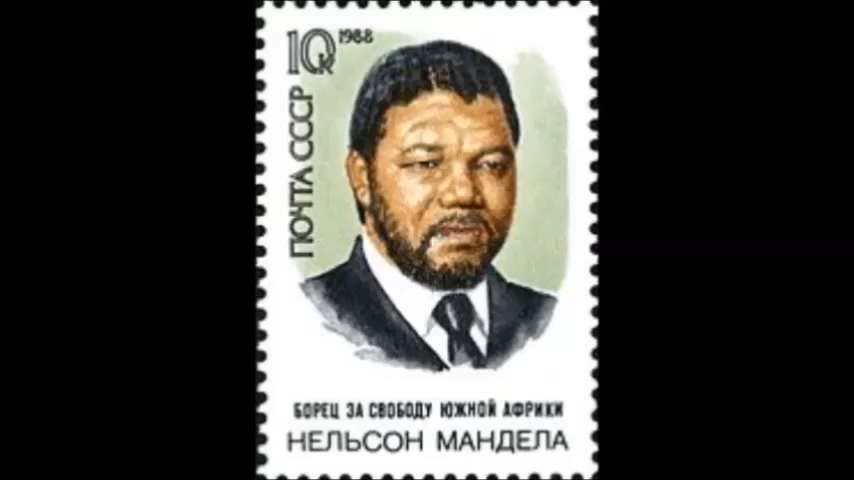 10к 1988
ПОЧТА СССР
БОРЕЦ ЗА СВОБОДУ ЮЖНОЙ АФРИКИ
НЕЛЬСОН МАНДЕЛА